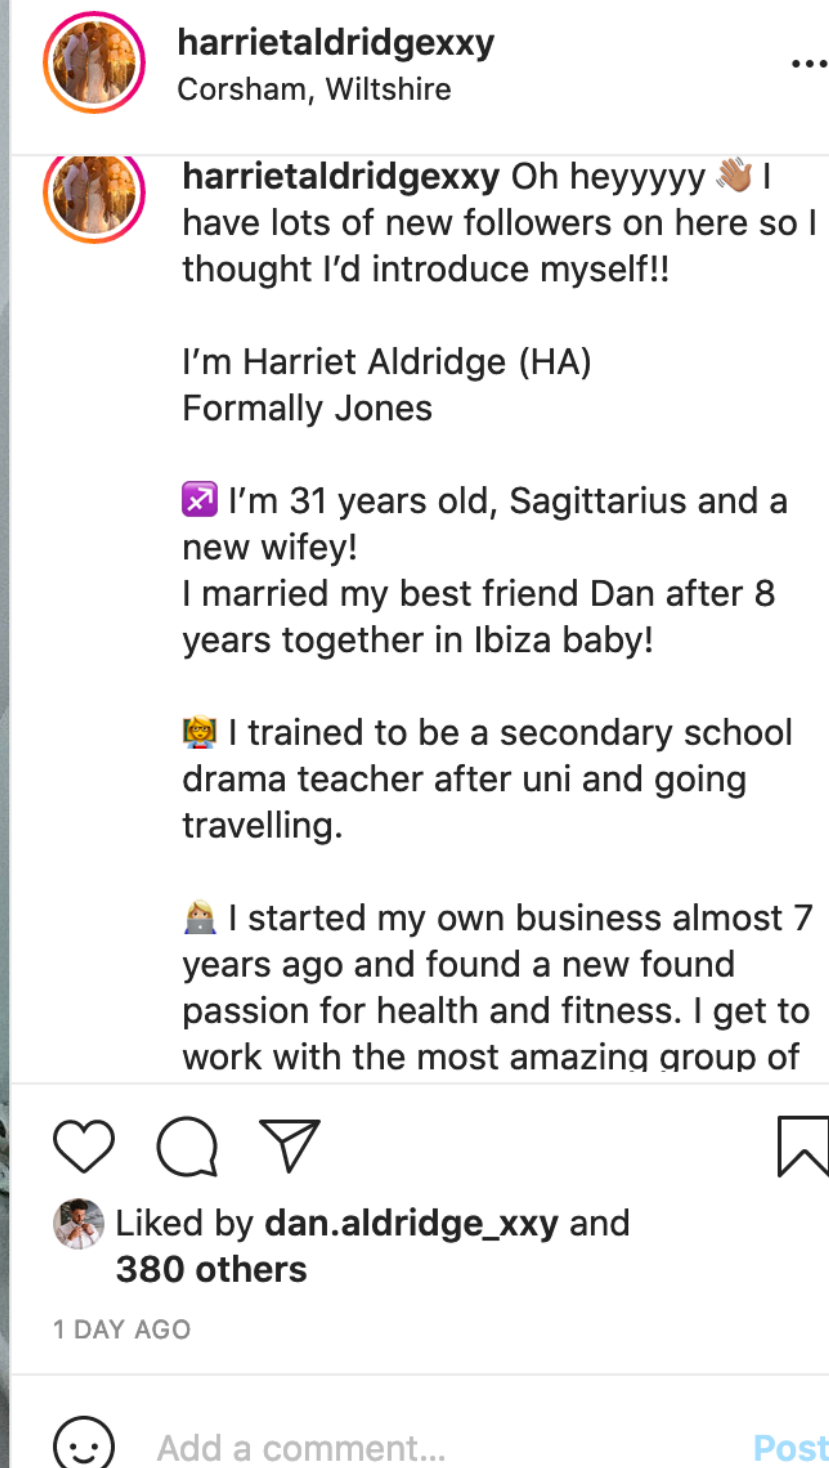 harrietaldridgexxy
Corsham, Wiltshire
harrietaldridgexxy Oh heyyyyy 👋🏽 I
have lots of new followers on here so I
thought I’d introduce myself!!
I’m Harriet Aldridge (HA)
Formally Jones
♐ I’m 31 years old, Sagittarius and a
new wifey!
I married my best friend Dan after 8
years together in Ibiza baby!
👩‍🏫 I trained to be a secondary school
drama teacher after uni and going
travelling.
👩🏼‍💻 I started my own business almost 7
years ago and found a new found
passion for health and fitness. I get to
work with the most amazing group of
Liked by dan.aldridge_xxy and
380 others
1 DAY AGO
Add a comment...
Post